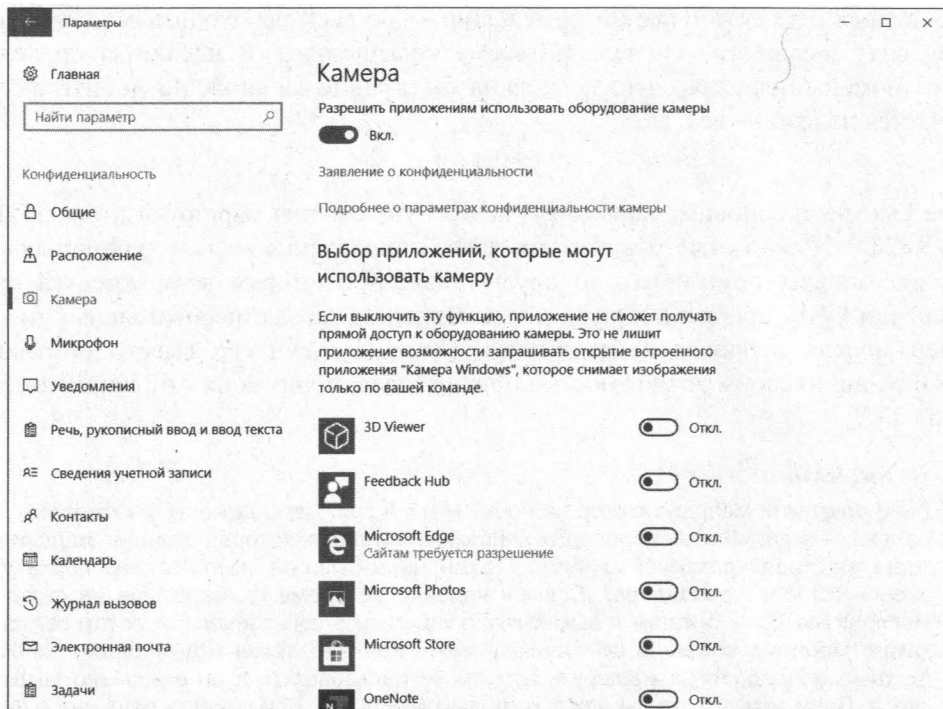 Параметры
Главная
Найти параметр
Конфиденциальность
Общие
Расположение
Камера
Микрофон
Уведомления
Речь, рукописный ввод и ввод текста
Сведения учетной записи
Контакты
Календарь
Журнал вызовов
Электронная почта
Задачи
Камера
Разрешить приложениям использовать оборудование камеры
Вкл.
Заявление о конфиденциальности
Подробнее о параметрах конфиденциальности камеры
Выбор приложений, которые могут
использовать камеру
Если выключить эту функцию, приложение не сможет получать
прямой доступ к оборудованию камеры. Это не лишит
приложение возможности запрашивать открытие встроенного
приложения "Камера Windows", которое снимает изображения
только по вашей команде.
3D Viewer
Откл.
Feedback Hub
Откл.
Microsoft Edge
Сайтам требуется разрешение
Откл.
Microsoft Photos
Откл.
Microsoft Store
Откл.
OneNote
Откл.